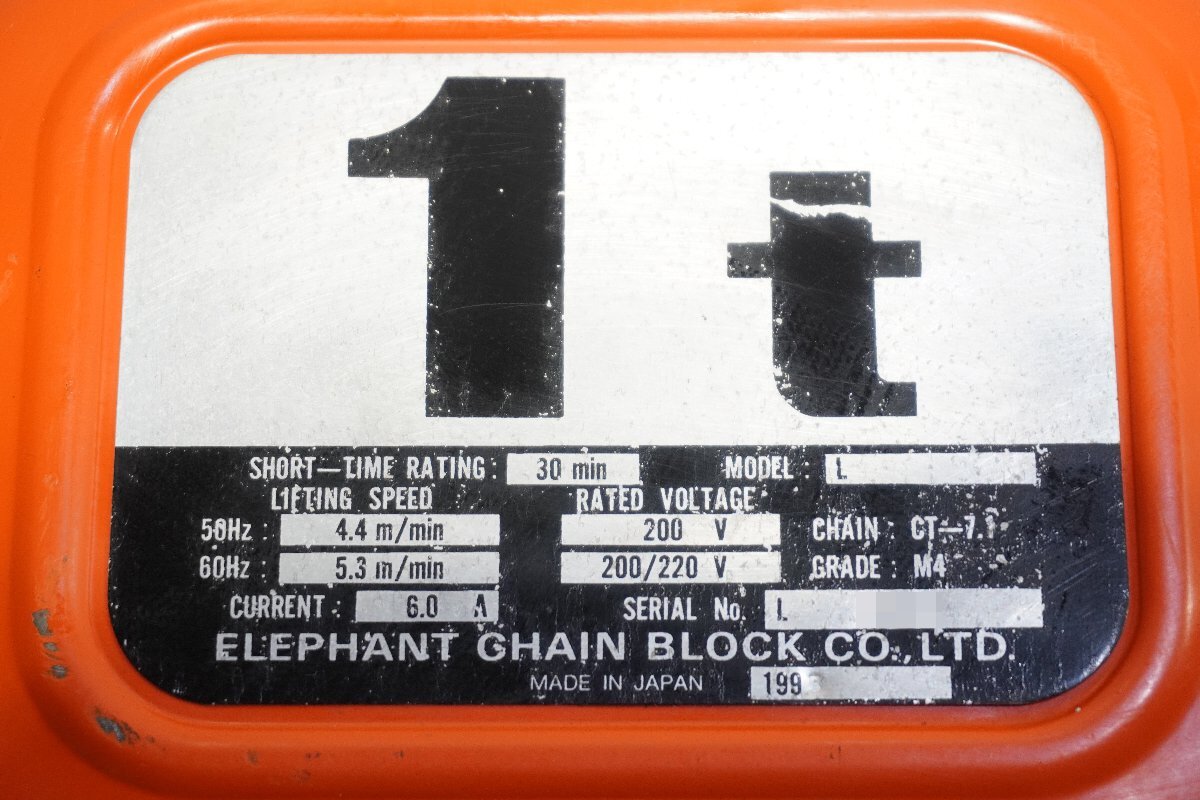 1t
SHORT-TIME RATING: 30 min MODEL: L
LIFTING SPEED RATED VOLTAGE
50Hz: 4.4 m/min 200 V CHAIN: CT-7.1
60Hz: 5.3 m/min 200/220 V GRADE: M4
CURRENT: 6.0 A SERIAL No. L
ELEPHANT CHAIN BLOCK CO., LTD.
MADE IN JAPAN